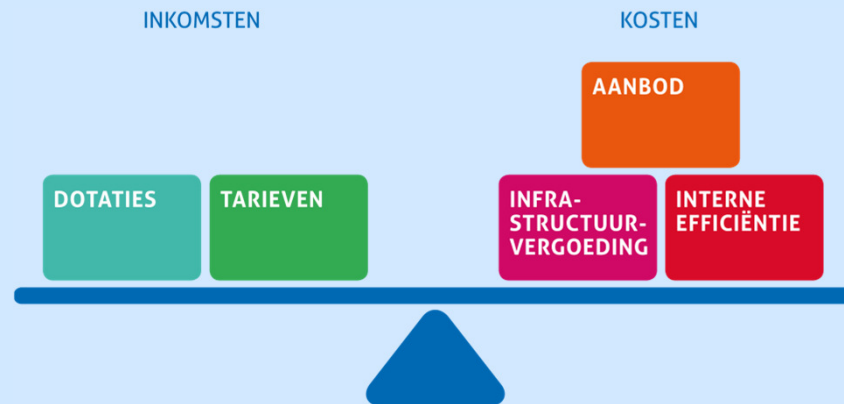 INKOMSTEN
KOSTEN
AANBOD
DOTATIES
TARIEVEN
INFRA-
STRUCTUUR-
VERGOEDING
INTERNE
EFFICIËNTIE